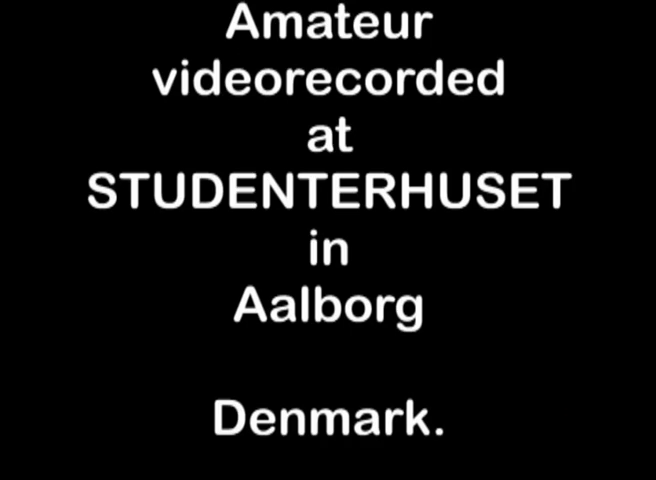 Amateur
videorecorded
at
STUDENTERHUSET
in
Aalborg
Denmark.